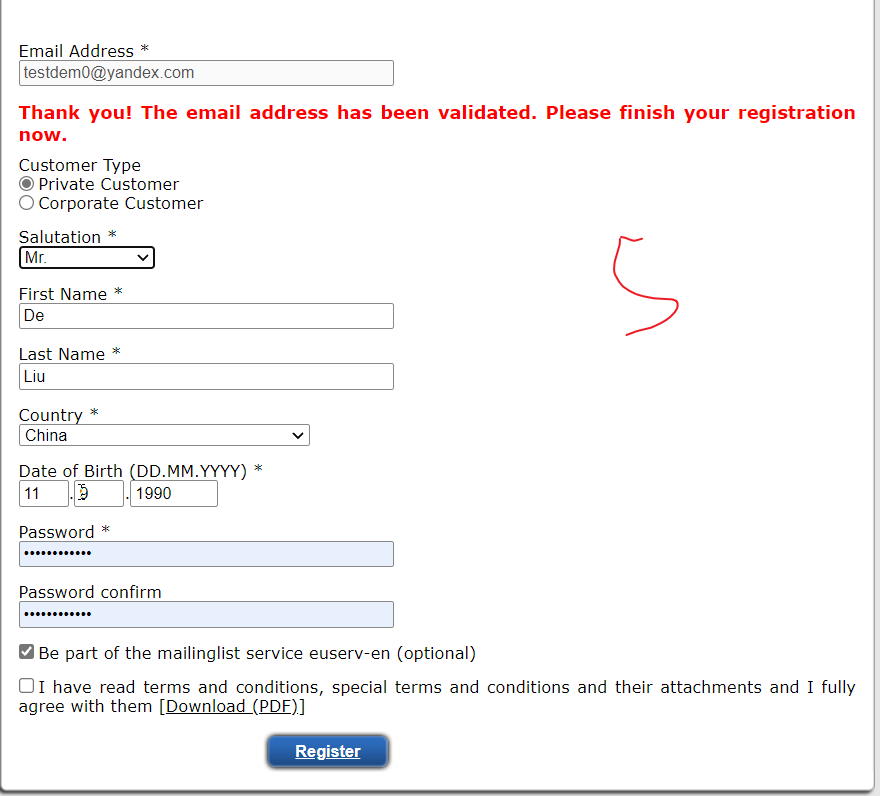 Email Address *
testdem0@yandex.com
Thank you! The email address has been validated. Please finish your registration
now.
Customer Type
Private Customer
Corporate Customer
Salutation *
Mr.
First Name *
De
Last Name *
Liu
Country *
China
Date of Birth (DD.MM.YYYY) *
11 . 9 . 1990
Password *
••••••••••••
Password confirm
••••••••••••
Be part of the mailinglist service euserv-en (optional)
I have read terms and conditions, special terms and conditions and their attachments and I fully
agree with them [Download (PDF)]
Register
5